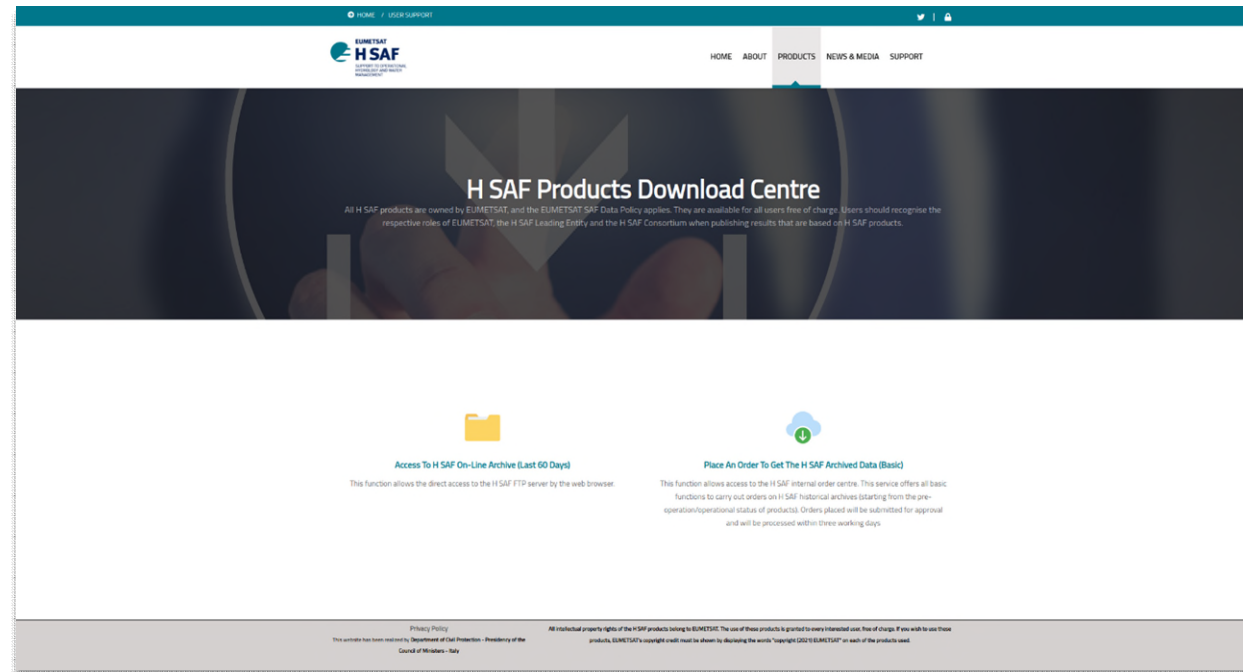 HOME / USER SUPPORT
EUMETSAT
H SAF
SUPPORT TO OPERATIONAL
HYDROLOGY AND WATER
MANAGEMENT
HOME ABOUT PRODUCTS NEWS & MEDIA SUPPORT
H SAF Products Download Centre
All H SAF products are owned by EUMETSAT, and the EUMETSAT SAF Data Policy applies. They are available for all users free of charge. Users should recognise the
respective roles of EUMETSAT, the H SAF Leading Entity and the H SAF Consortium when publishing results that are based on H SAF products.
Access To H SAF On-Line Archive (Last 60 Days)
This function allows the direct access to the H SAF FTP server by the web browser.
Place An Order To Get The H SAF Archived Data (Basic)
This function allows access to the H SAF internal order centre. This service offers all basic
functions to carry out orders on H SAF historical archives (starting from the pre-
operation/operational status of products). Orders placed will be submitted for approval
and will be processed within three working days
Privacy Policy
This website has been realized by Department of Civil Protection - Presidency of the
Council of Ministers - Italy
All intellectual property rights of the H SAF products belong to EUMETSAT. The use of these products is granted to every interested user, free of charge. If you wish to use these
products, EUMETSAT's copyright credit must be shown by displaying the words "copyright (2021) EUMETSAT" on each of the products used.